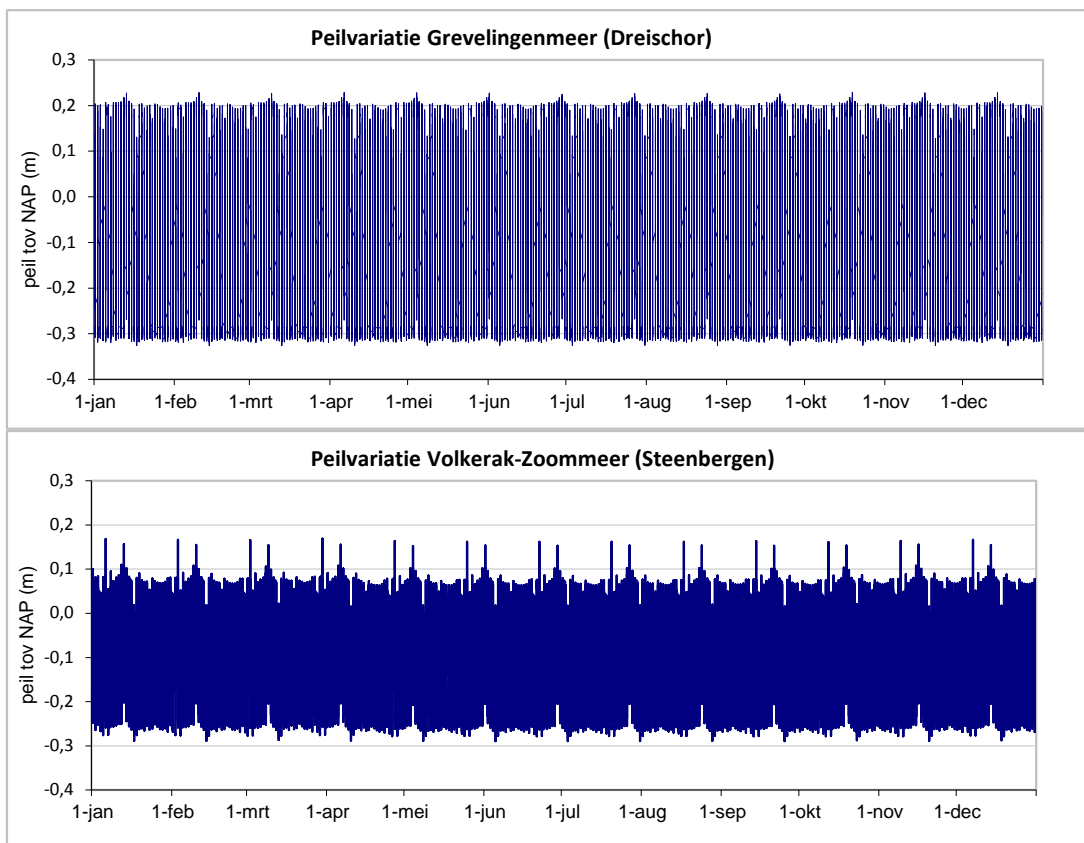 Peilvariatie Grevelingenmeer (Dreischor)
peil tov NAP (m)
0,3
0,2
0,1
0,0
-0,1
-0,2
-0,3
-0,4
1-jan 1-feb 1-mrt 1-apr 1-mei 1-jun 1-jul 1-aug 1-sep 1-okt 1-nov 1-dec
Peilvariatie Volkerak-Zoommeer (Steenbergen)
peil tov NAP (m)
0,3
0,2
0,1
0,0
-0,1
-0,2
-0,3
-0,4
1-jan 1-feb 1-mrt 1-apr 1-mei 1-jun 1-jul 1-aug 1-sep 1-okt 1-nov 1-dec